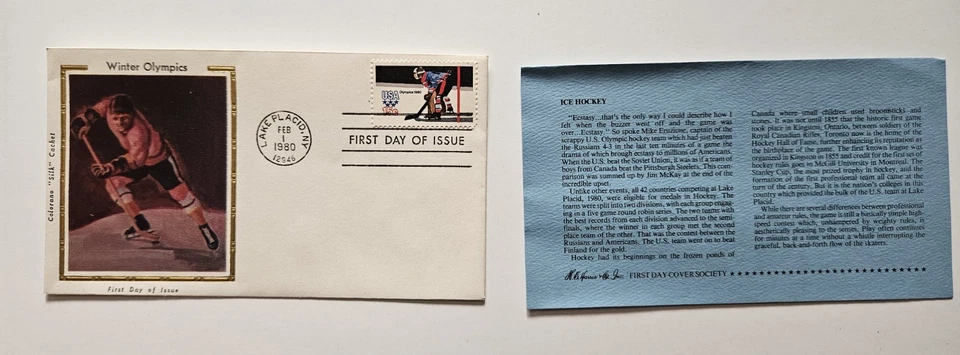 Winter Olympics
Colorano "Silk" Cachet
First Day of Issue
LAKE PLACID, NY
FEB
1
1980
12946
USA
Olympics 1980
15c
FIRST DAY OF ISSUE
ICE HOCKEY
"Ecstasy...that's the only way I could describe how I
felt when the buzzer went off and the game was
over...Ecstasy." So spoke Mike Eruzione, captain of the
scrappy U.S. Olympic hockey team which had just beaten
the Russians 4-3 in the last ten minutes of a game the
drama of which brought ecstasy to millions of Americans.
When the U.S. beat the Soviet Union, it was as if a team of
boys from Canada beat the Pittsburgh Steelers. This com-
parison was summed up by Jim McKay at the end of the
incredible upset.
Unlike other events, all 42 countries competing at Lake
Placid, 1980, were eligible for medals in Hockey. The
teams were split into two divisions, with each group engag-
ing in a five game round robin series. The two teams with
the best records from each division advanced to the semi-
finals, where the winner in each group met the second
place team of the other. That was the contest between the
Russians and Americans. The U.S. team went on to beat
Finland for the gold.
Hockey had its beginnings on the frozen ponds of
Canada where small children used broomsticks and
stones. It was not until 1855 that the historic first game
took place in Kingston, Ontario, between soldiers of the
Royal Canadian Rifles. Toronto now is the home of the
Hockey Hall of Fame, further enhancing its reputation as
the birthplace of the game. The first known league was
organized in Kingston in 1855 and credit for the first set of
hockey rules goes to McGill University in Montreal. The
Stanley Cup, the most prized trophy in hockey, and the
formation of the first professional team all came at the
turn of the century. But it is the nation's colleges in this
country which provided the bulk of the U.S. team at Lake
Placid.
While there are several differences between professional
and amateur rules, the game is still a basically simple high-
speed contest which, unhampered by weighty rules, is
aesthetically pleasing to the senses. Play often continues
for minutes at a time without a whistle interrupting the
graceful, back-and-forth flow of the skaters.
H.E. Harris & Co. Inc. FIRST DAY COVER SOCIETY